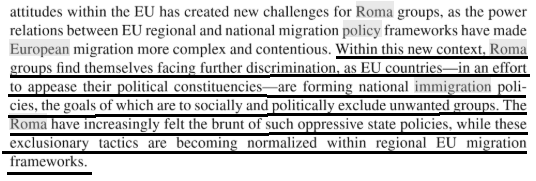 attitudes within the EU has created new challenges for Roma groups, as the power
relations between EU regional and national migration policy frameworks have made
European migration more complex and contentious. Within this new context, Roma
groups find themselves facing further discrimination, as EU countries—in an effort
to appease their political constituencies—are forming national immigration poli-
cies, the goals of which are to socially and politically exclude unwanted groups. The
Roma have increasingly felt the brunt of such oppressive state policies, while these
exclusionary tactics are becoming normalized within regional EU migration
frameworks.